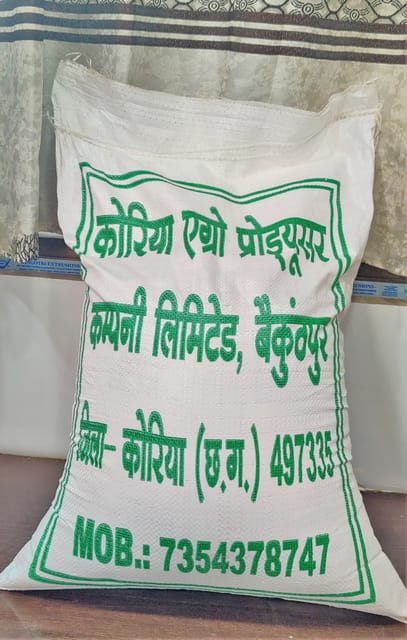 कोरिया एग्रो प्रोड्यूसर
कम्पनी लिमिटेड, बैकुंठपुर
जिला– कोरिया (छ.ग.) 497335
MOB.: 7354378747